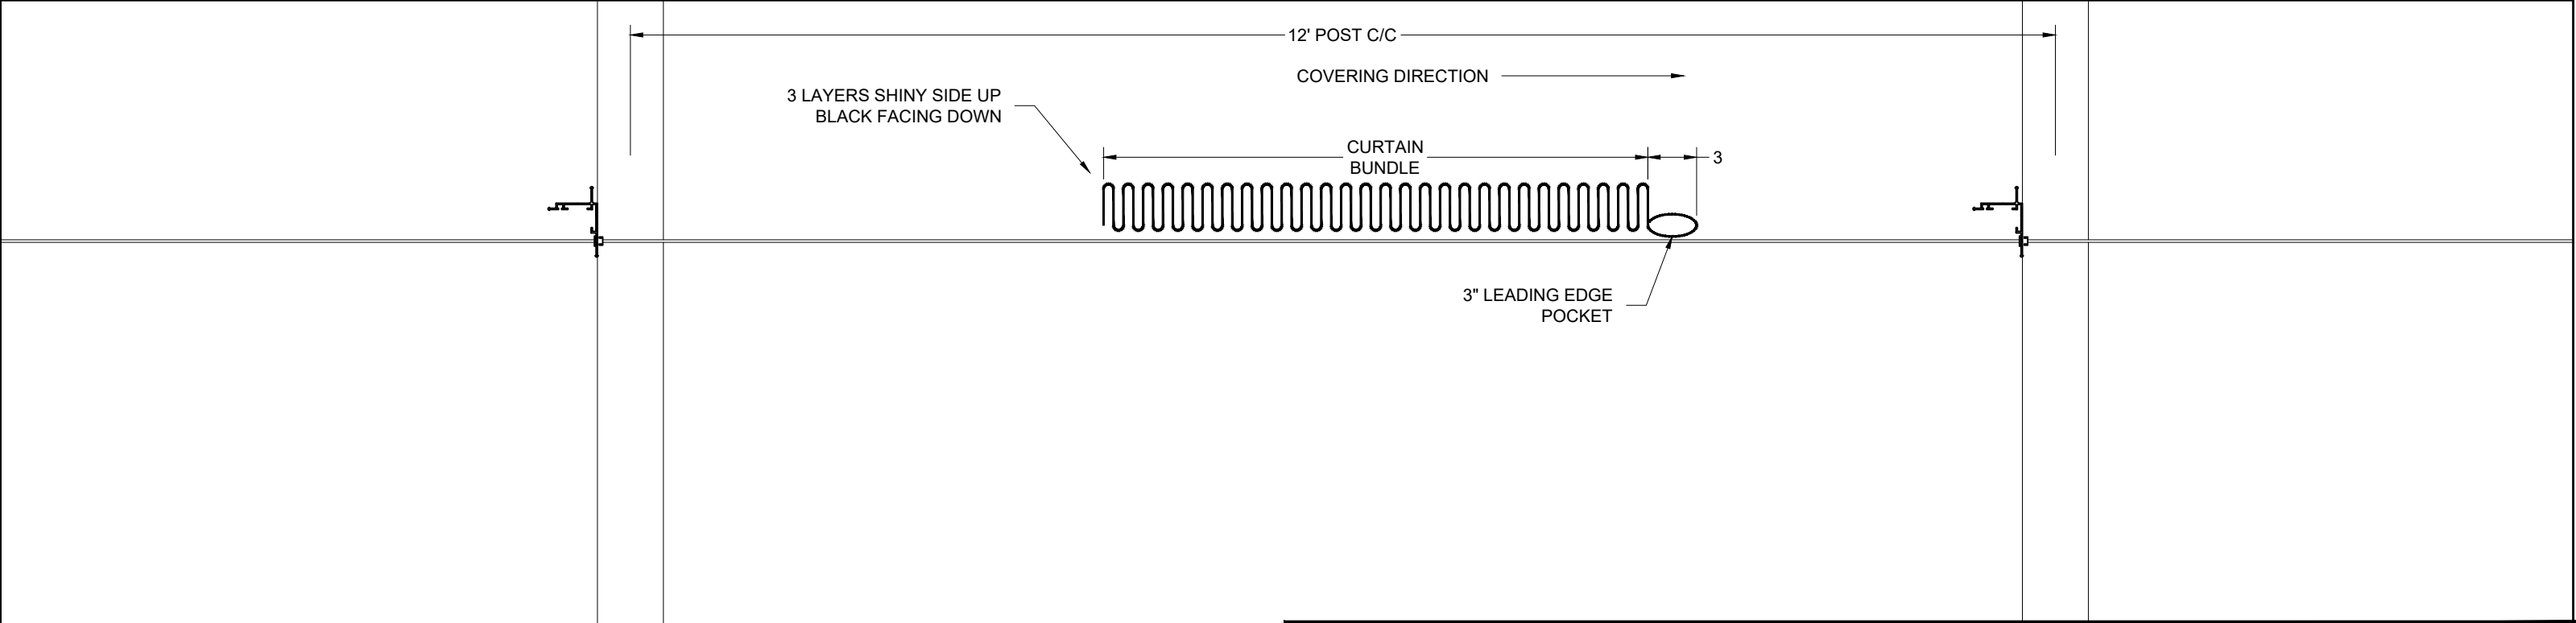 12' POST C/C
COVERING DIRECTION
3 LAYERS SHINY SIDE UP
BLACK FACING DOWN
CURTAIN
BUNDLE
3
3" LEADING EDGE
POCKET